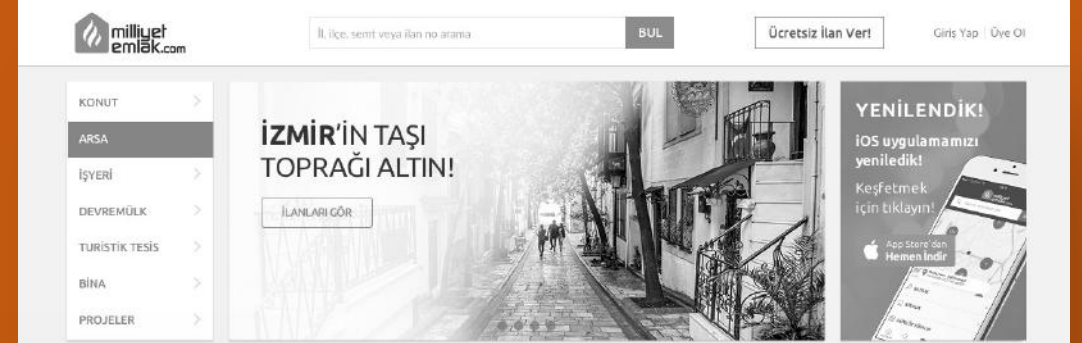 milliyet
emlak.com
İl, ilçe, semt veya ilan no arama
BUL
Ücretsiz İlan Ver!
Giriş Yap | Üye Ol
KONUT
ARSA
İŞYERİ
DEVREMÜLK
TURİSTİK TESİS
BİNA
PROJELER
İZMİR'İN TAŞI
TOPRAĞI ALTIN!
İLANLARI GÖR
YENİLENDİK!
iOS uygulamamızı
yeniledik!
Keşfetmek
için tıklayın!
App Store'dan
Hemen İndir